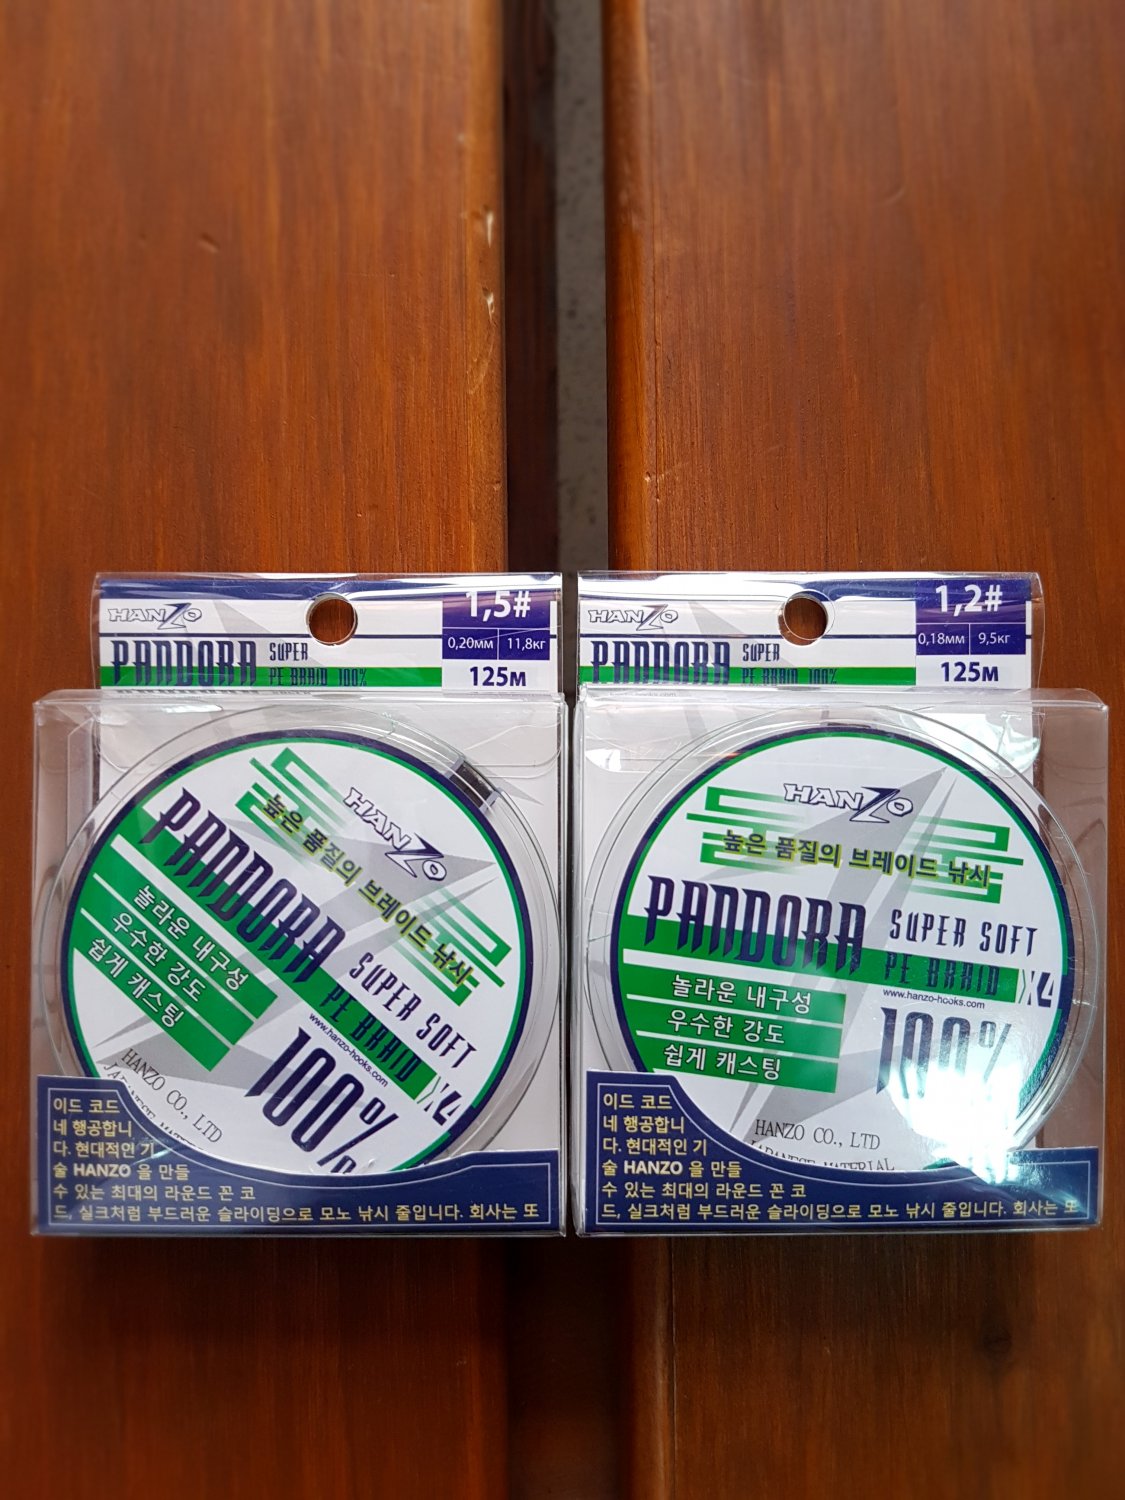 HANZO
PANDORA SUPER
PE BRAID 100%
1,5#
0,20мм 11,8кг
125м
HANZO
높은 품질의 브레이드 낚시
PANDORA SUPER SOFT
PE BRAID X4
www.hanzo-hooks.com
100%
놀라운 내구성
우수한 강도
쉽게 캐스팅
HANZO CO., LTD
이드 코드
네 행공합니
다. 현대적인 기
술 HANZO 을 만들
수 있는 최대의 라운드 꼰 코
드, 실크처럼 부드러운 슬라이딩으로 모노 낚시 줄입니다. 회사는 또
HANZO
PANDORA SUPER
PE BRAID 100%
1,2#
0,18мм 9,5кг
125м
HANZO
높은 품질의 브레이드 낚시
PANDORA SUPER SOFT
PE BRAID X4
www.hanzo-hooks.com
100%
놀라운 내구성
우수한 강도
쉽게 캐스팅
HANZO CO., LTD
JAPANESE MATERIAL
이드 코드
네 행공합니
다. 현대적인 기
술 HANZO 을 만들
수 있는 최대의 라운드 꼰 코
드, 실크처럼 부드러운 슬라이딩으로 모노 낚시 줄입니다. 회사는 또